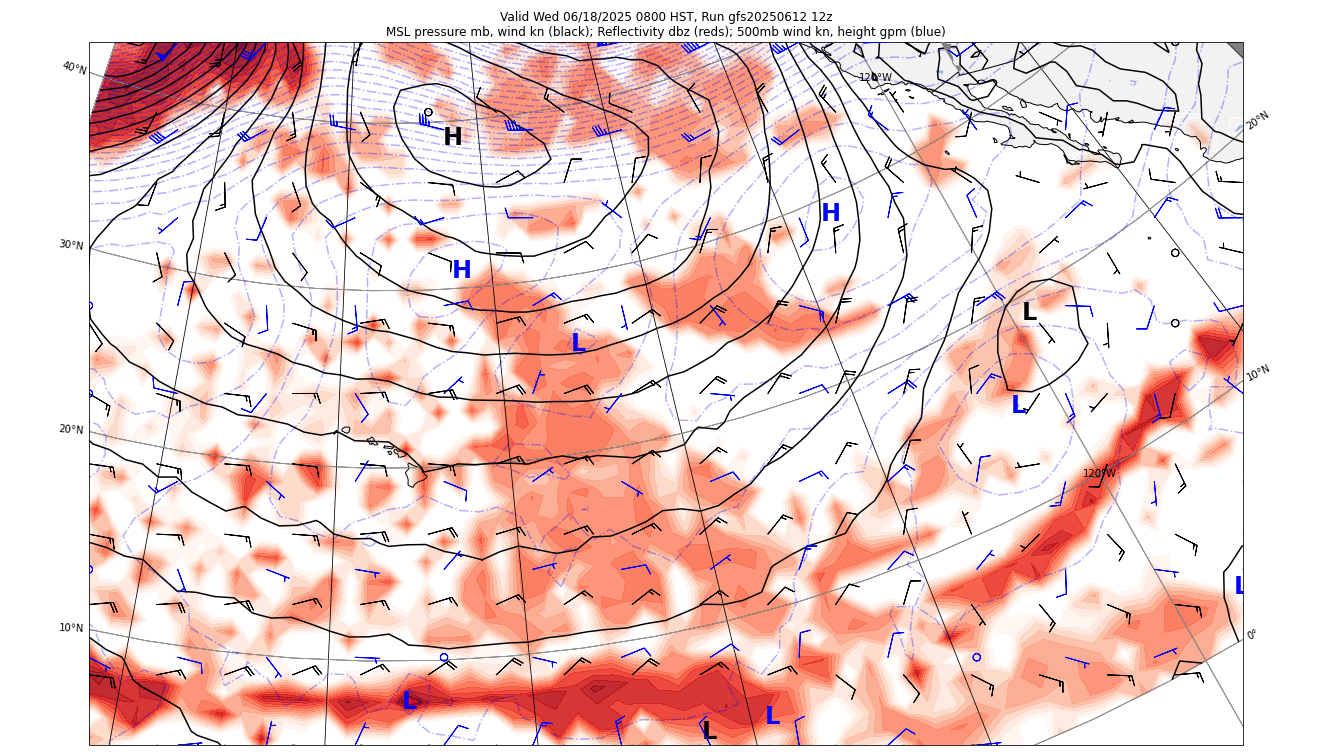 Valid Wed 06/18/2025 0800 HST, Run gfs20250612 12z
MSL pressure mb, wind kn (black); Reflectivity dbz (reds); 500mb wind kn, height gpm (blue)
40°N
120°W
20°N
H
H
30°N
H
L
L
10°N
L
20°N
120°W
L
10°N
0°
L
L
L